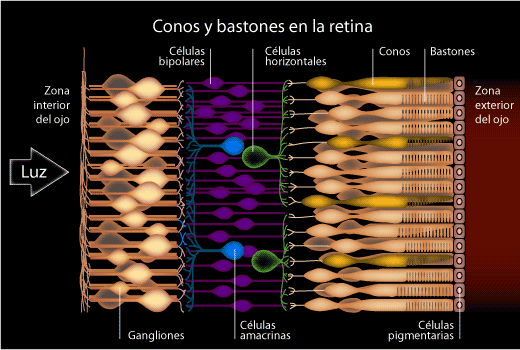 Conos y bastones en la retina
Células
bipolares
Células
horizontales
Conos
Bastones
Zona
interior
del ojo
Zona
exterior
del ojo
Luz
Gangliones
Células
amacrinas
Células
pigmentarias